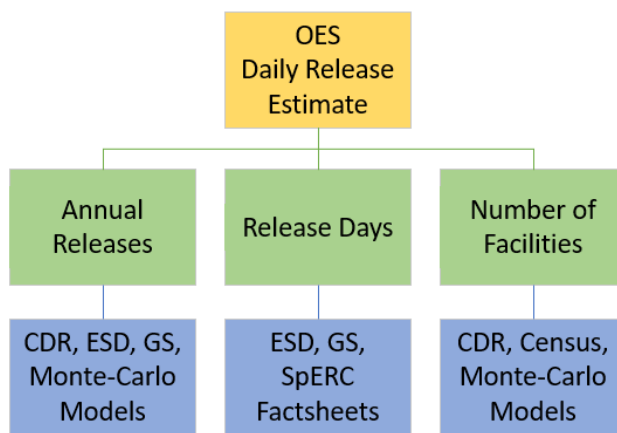 OES
Daily Release
Estimate
Annual
Releases
Release Days
Number of
Facilities
CDR, ESD, GS,
Monte-Carlo
Models
ESD, GS,
SpERC
Factsheets
CDR, Census,
Monte-Carlo
Models